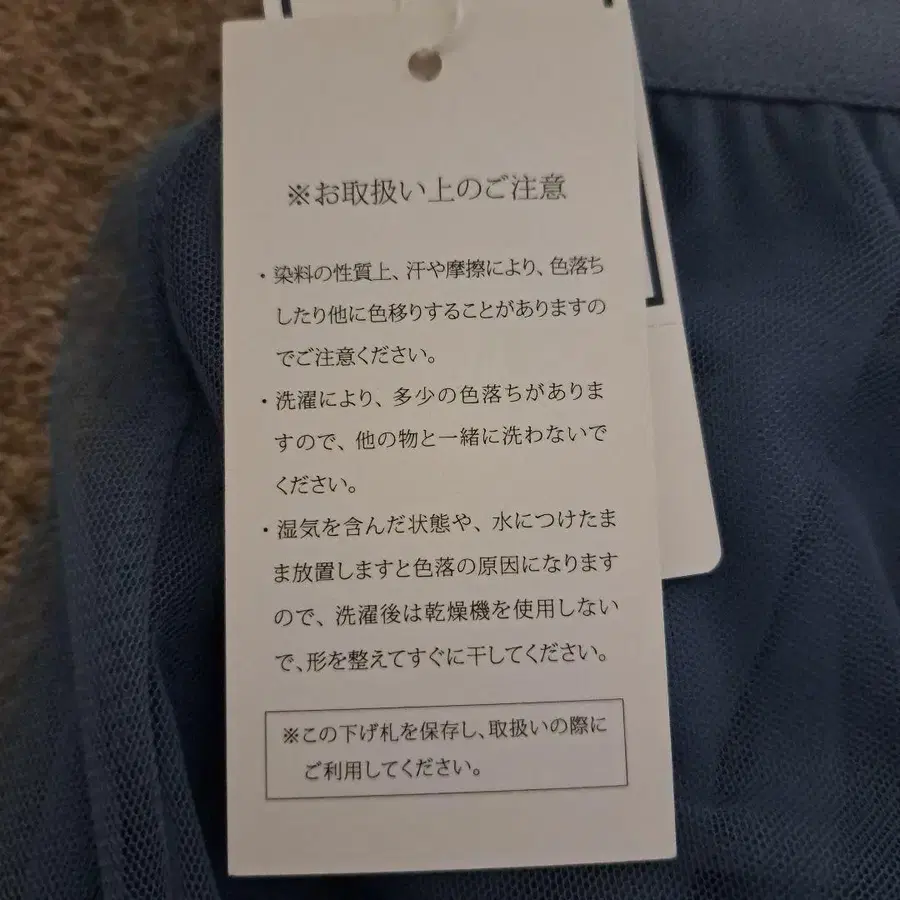 ※お取扱い上のご注意
・染料の性質上、汗や摩擦により、色落ち
したり他に色移りすることがありますの
でご注意ください。
・洗濯により、多少の色落ちがありま
すので、他の物と一緒に洗わないで
ください。
・湿気を含んだ状態や、水につけたま
ま放置しますと色落の原因になります
ので、洗濯後は乾燥機を使用しない
で、形を整えてすぐに干してください。
※この下げ札を保存し、取扱いの際に
ご利用してください。